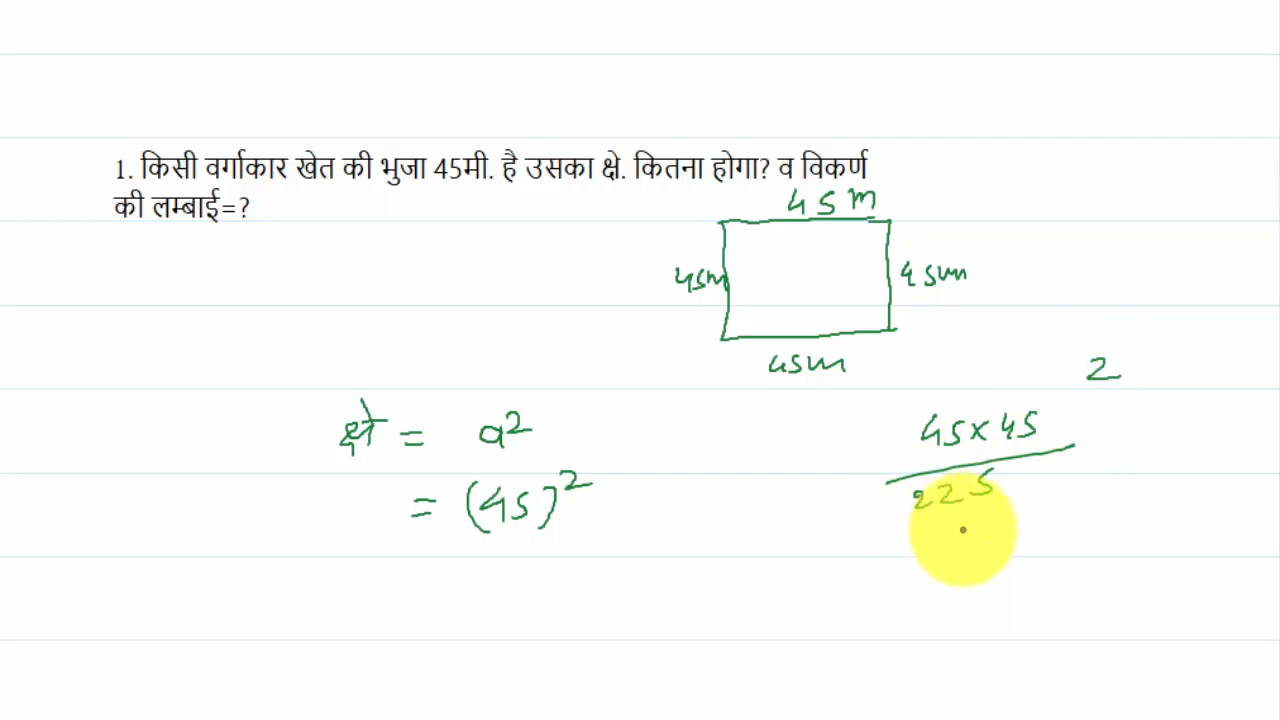 1. किसी वर्गाकार खेत की भुजा 45मी. है उसका क्षे. कितना होगा? व विकर्ण
की लम्बाई=?
45m
45m
45m
45m
2
क्षे = a²
45×45
= (45)²
225